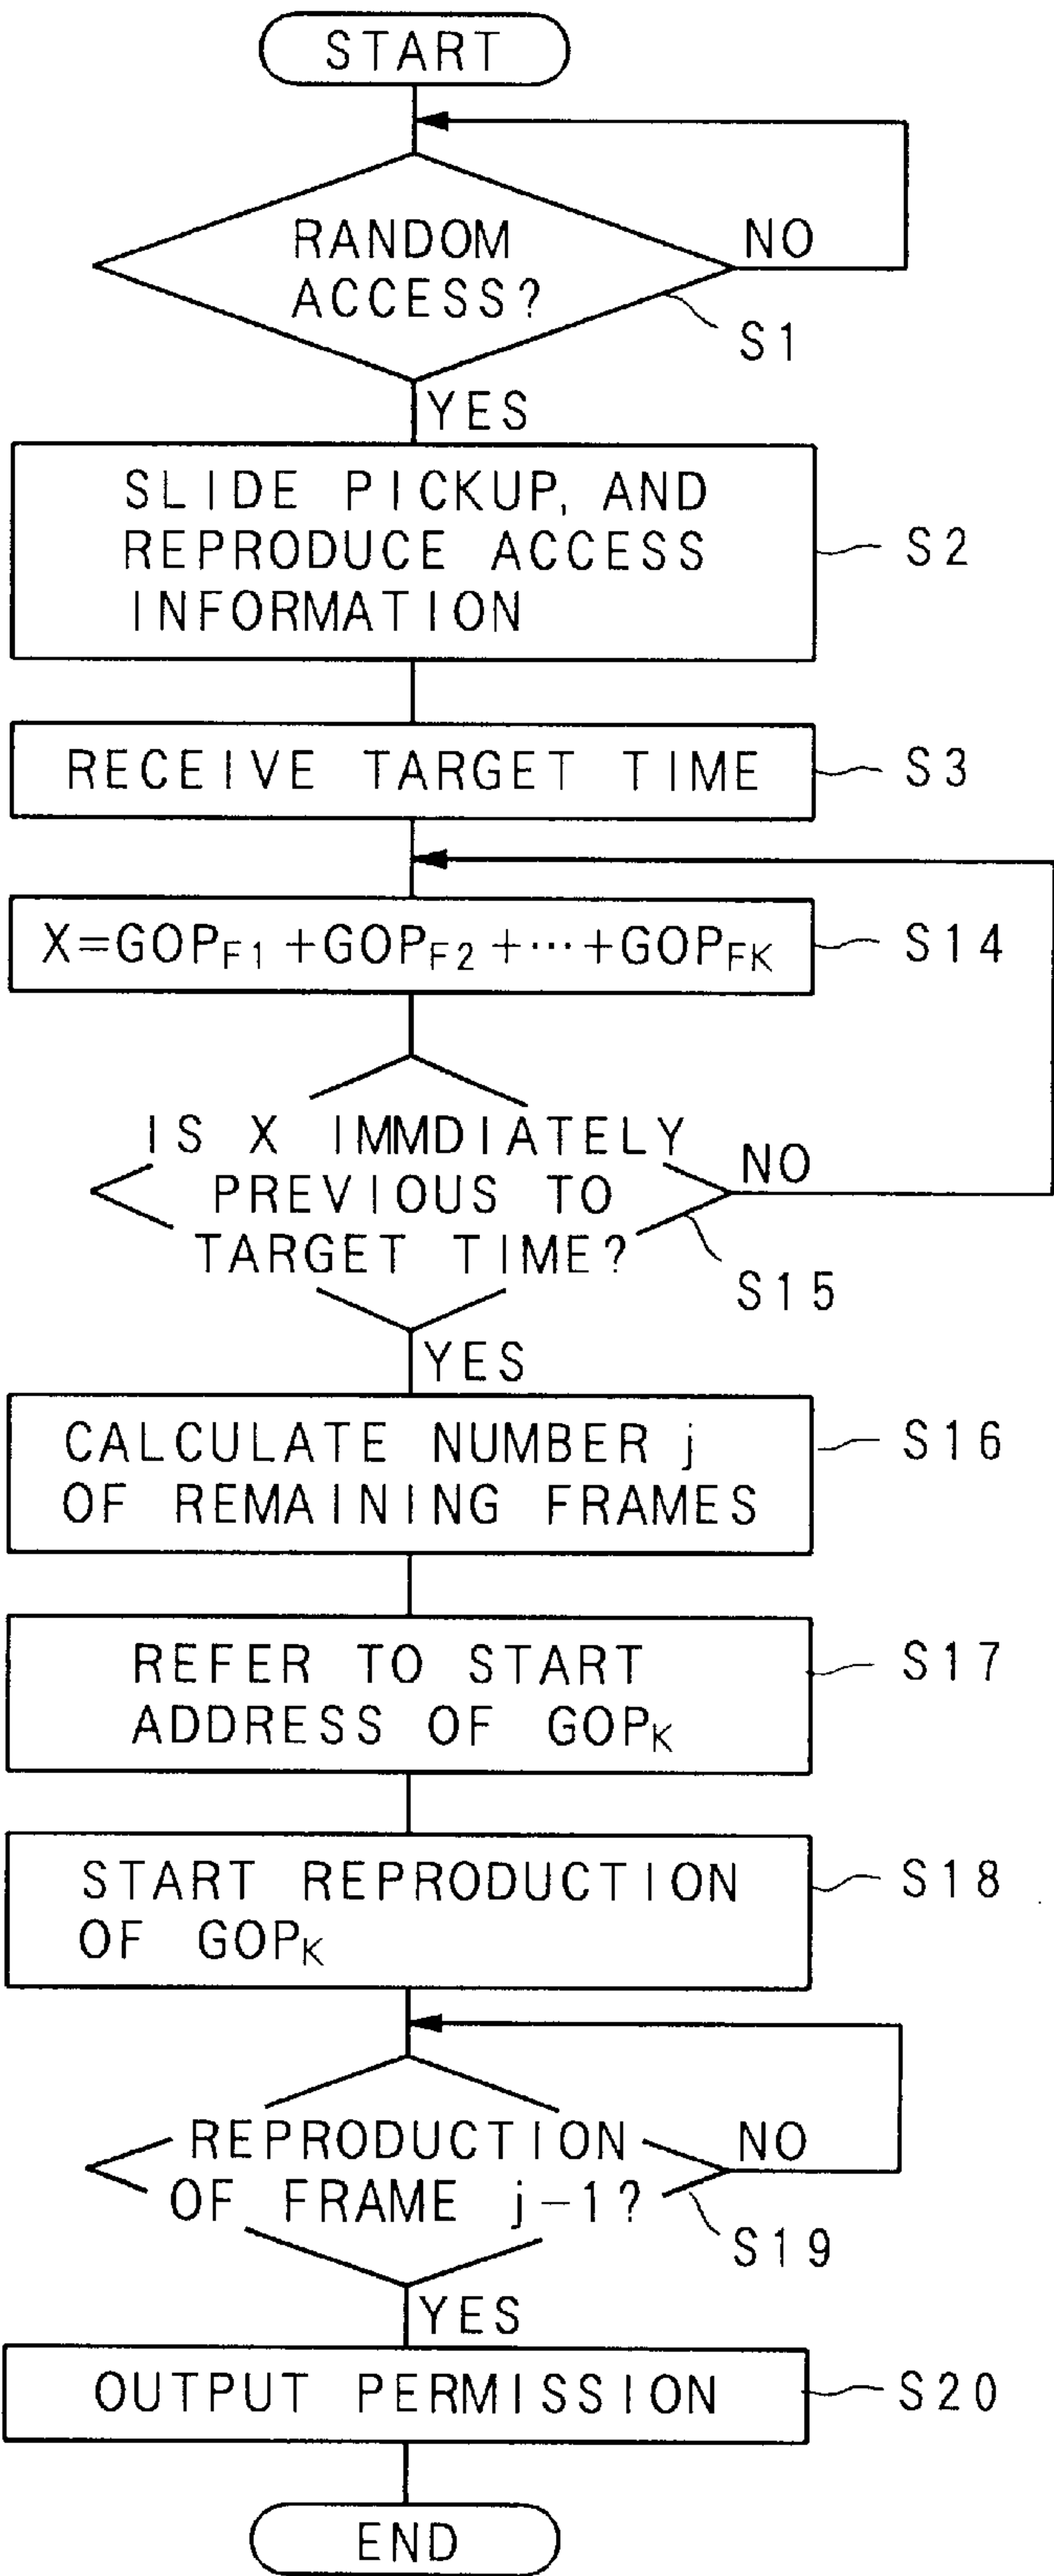 START
RANDOM
ACCESS?
NO
S1
YES
SLIDE PICKUP, AND
REPRODUCE ACCESS
INFORMATION
S2
RECEIVE TARGET TIME
S3
X=GOPF1 +GOPF2 +···+GOPFK
S14
IS X IMMDIATELY
PREVIOUS TO
TARGET TIME?
NO
S15
YES
CALCULATE NUMBER j
OF REMAINING FRAMES
S16
REFER TO START
ADDRESS OF GOPK
S17
START REPRODUCTION
OF GOPK
S18
REPRODUCTION
OF FRAME j-1?
NO
S19
YES
OUTPUT PERMISSION
S20
END